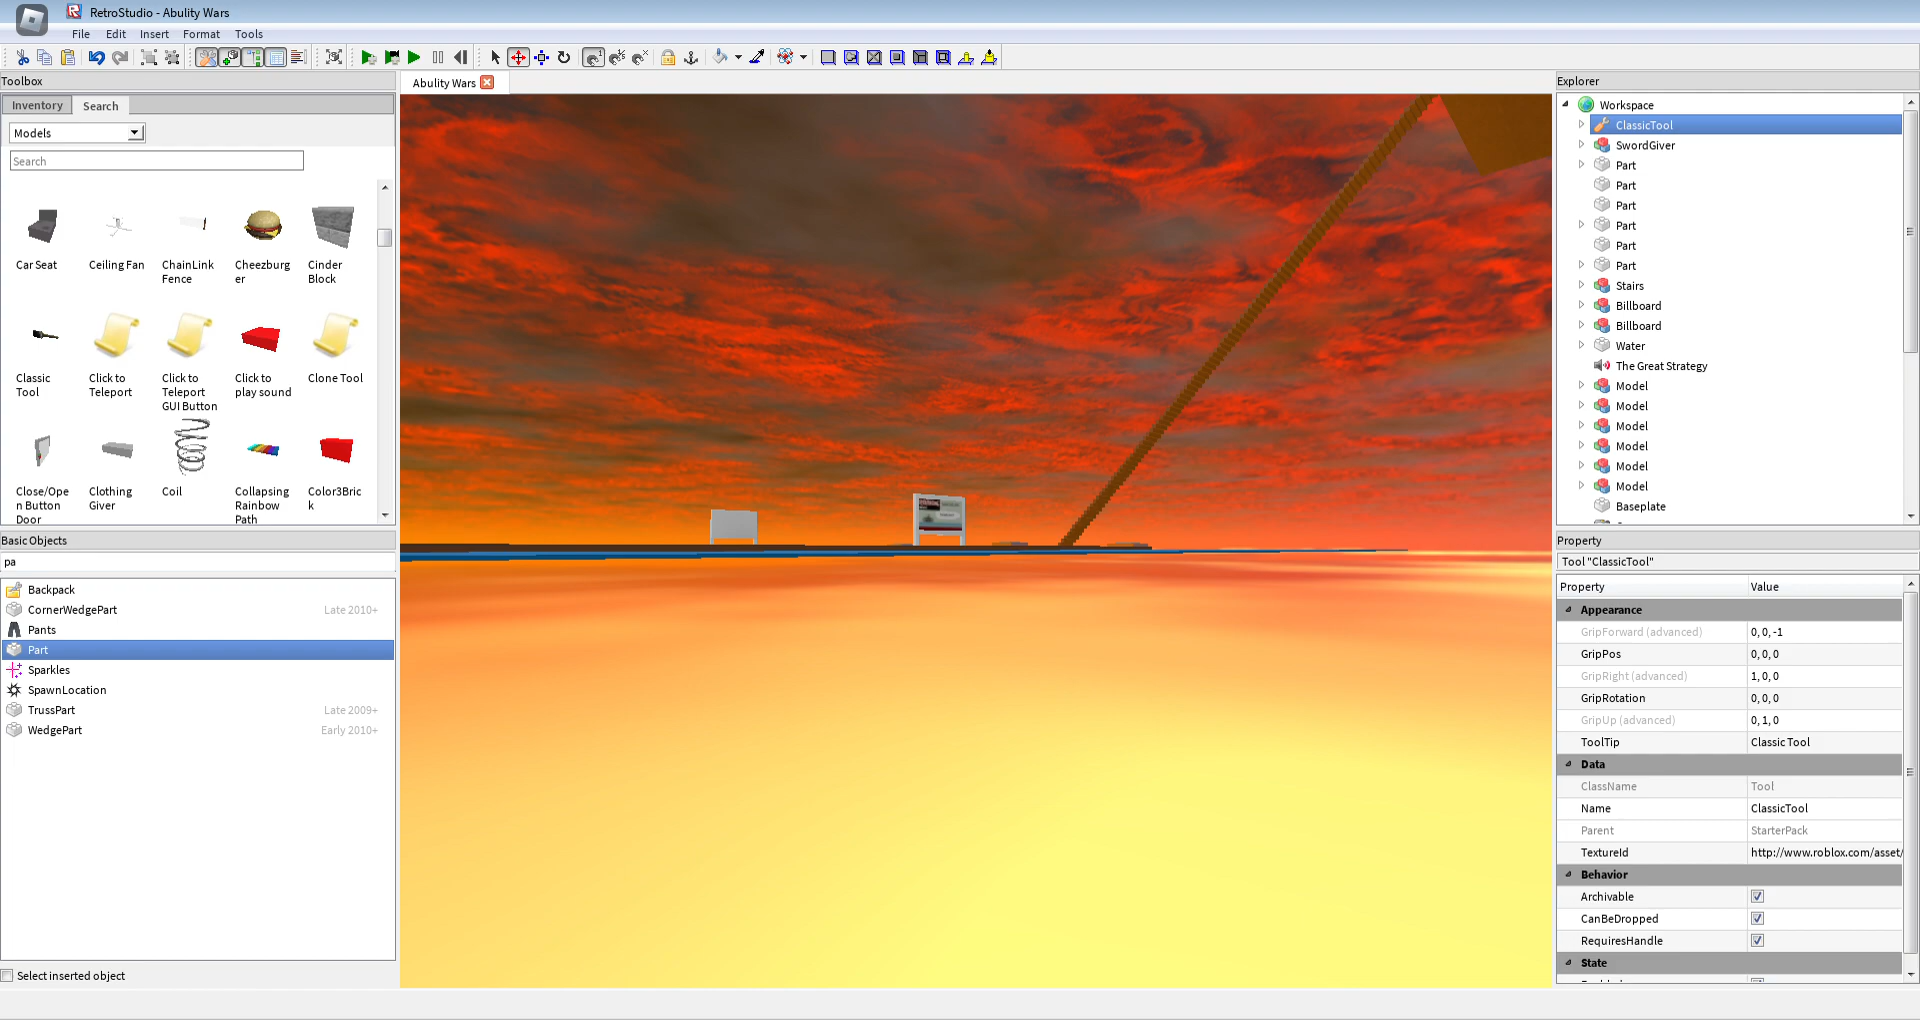 RetroStudio - Abulity Wars
File Edit Insert Format Tools
Toolbox
Inventory Search
Models
Search
Car Seat
Ceiling Fan
ChainLink
Fence
Cheezburg
er
Cinder
Block
Classic
Tool
Click to
Teleport
Click to
Teleport
GUI Button
Click to
play sound
Clone Tool
Close/Ope
n Button
Door
Clothing
Giver
Coil
Collapsing
Rainbow
Path
Color3Bric
k
Basic Objects
pa
Backpack
CornerWedgePart Late 2010+
Pants
Part
Sparkles
SpawnLocation
TrussPart Late 2009+
WedgePart Early 2010+
Select inserted object
Abulity Wars
Explorer
Workspace
ClassicTool
SwordGiver
Part
Part
Part
Part
Part
Part
Stairs
Billboard
Billboard
Water
The Great Strategy
Model
Model
Model
Model
Model
Model
Baseplate
Property
Tool "ClassicTool"
Property Value
Appearance
GripForward (advanced) 0, 0, -1
GripPos 0, 0, 0
GripRight (advanced) 1, 0, 0
GripRotation 0, 0, 0
GripUp (advanced) 0, 1, 0
ToolTip Classic Tool
Data
ClassName Tool
Name ClassicTool
Parent StarterPack
TextureId http://www.roblox.com/asset/
Behavior
Archivable
CanBeDropped
RequiresHandle
State